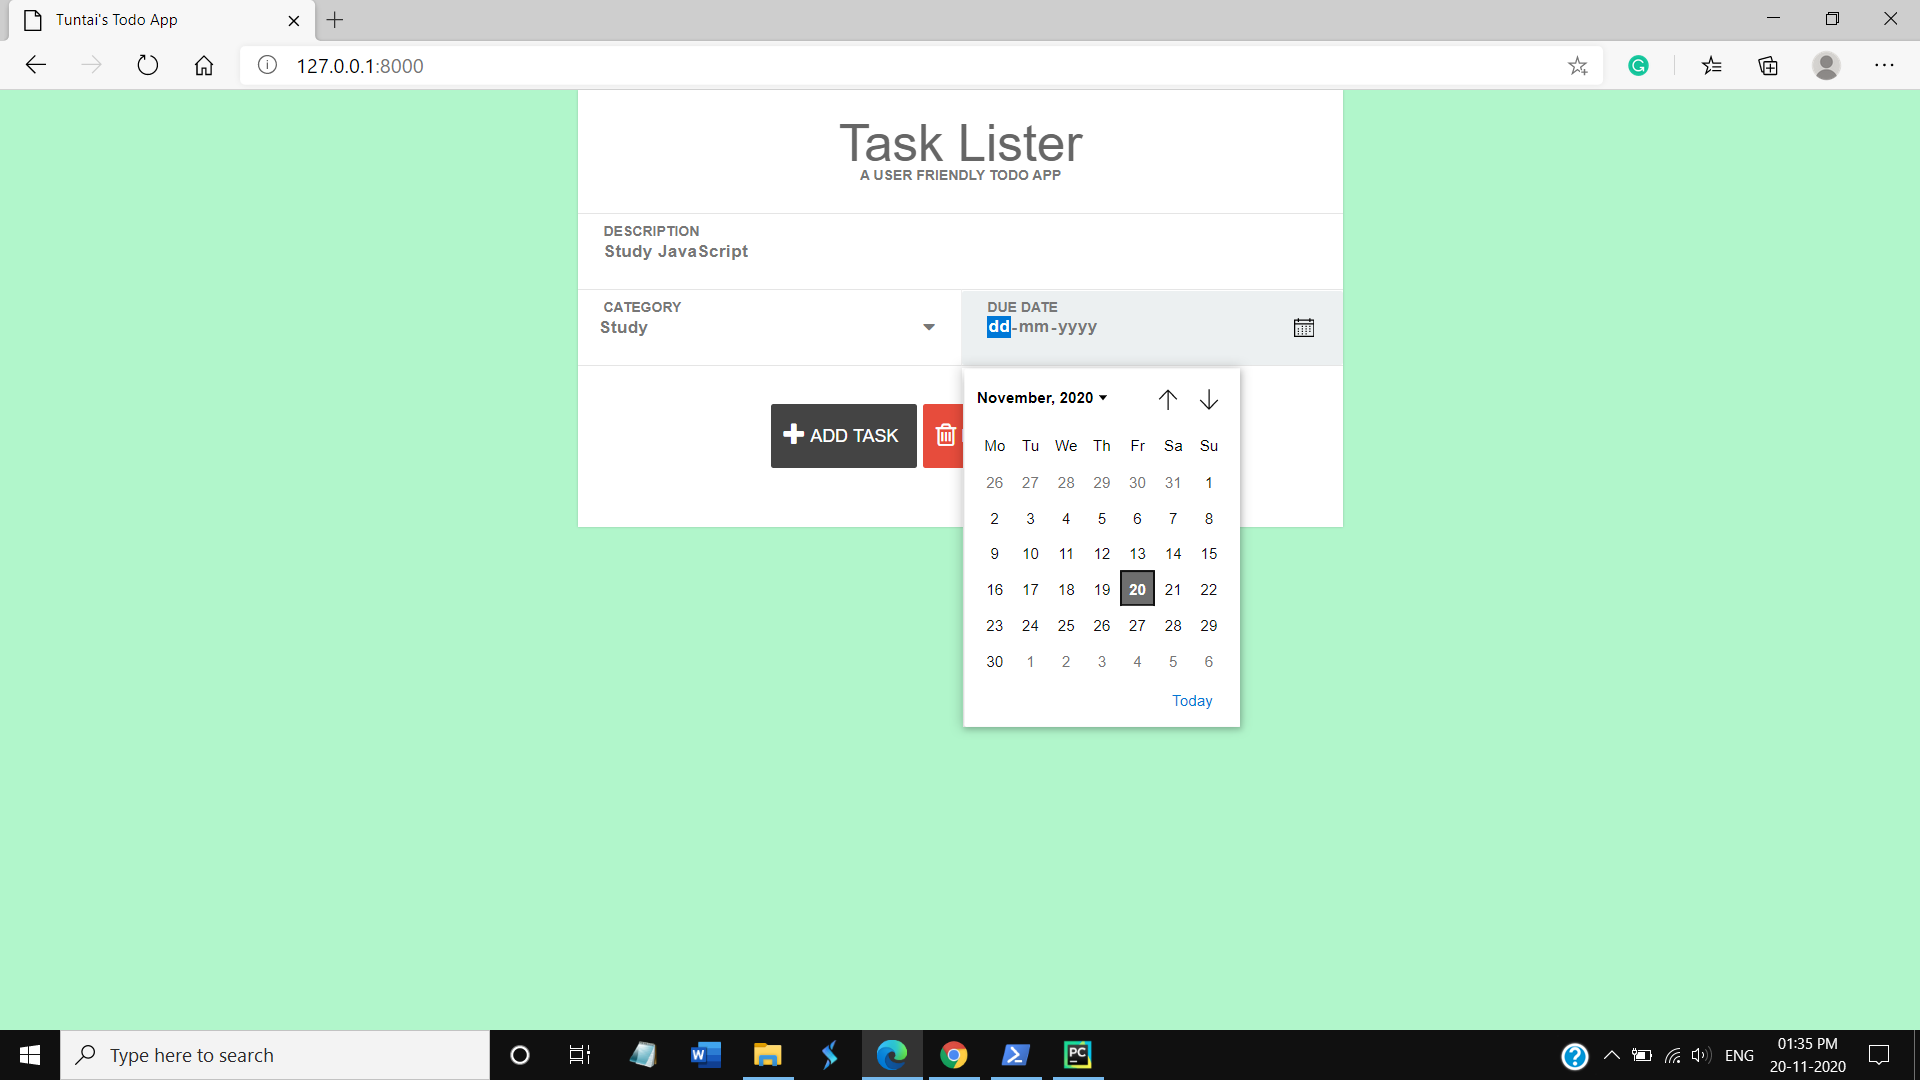 Tuntai's Todo App
127.0.0.1:8000
Task Lister
A USER FRIENDLY TODO APP
DESCRIPTION
Study JavaScript
CATEGORY
Study
DUE DATE
dd-mm-yyyy
ADD TASK
November, 2020
Mo Tu We Th Fr Sa Su
26 27 28 29 30 31 1
2 3 4 5 6 7 8
9 10 11 12 13 14 15
16 17 18 19 20 21 22
23 24 25 26 27 28 29
30 1 2 3 4 5 6
Today
Type here to search
ENG
01:35 PM
20-11-2020